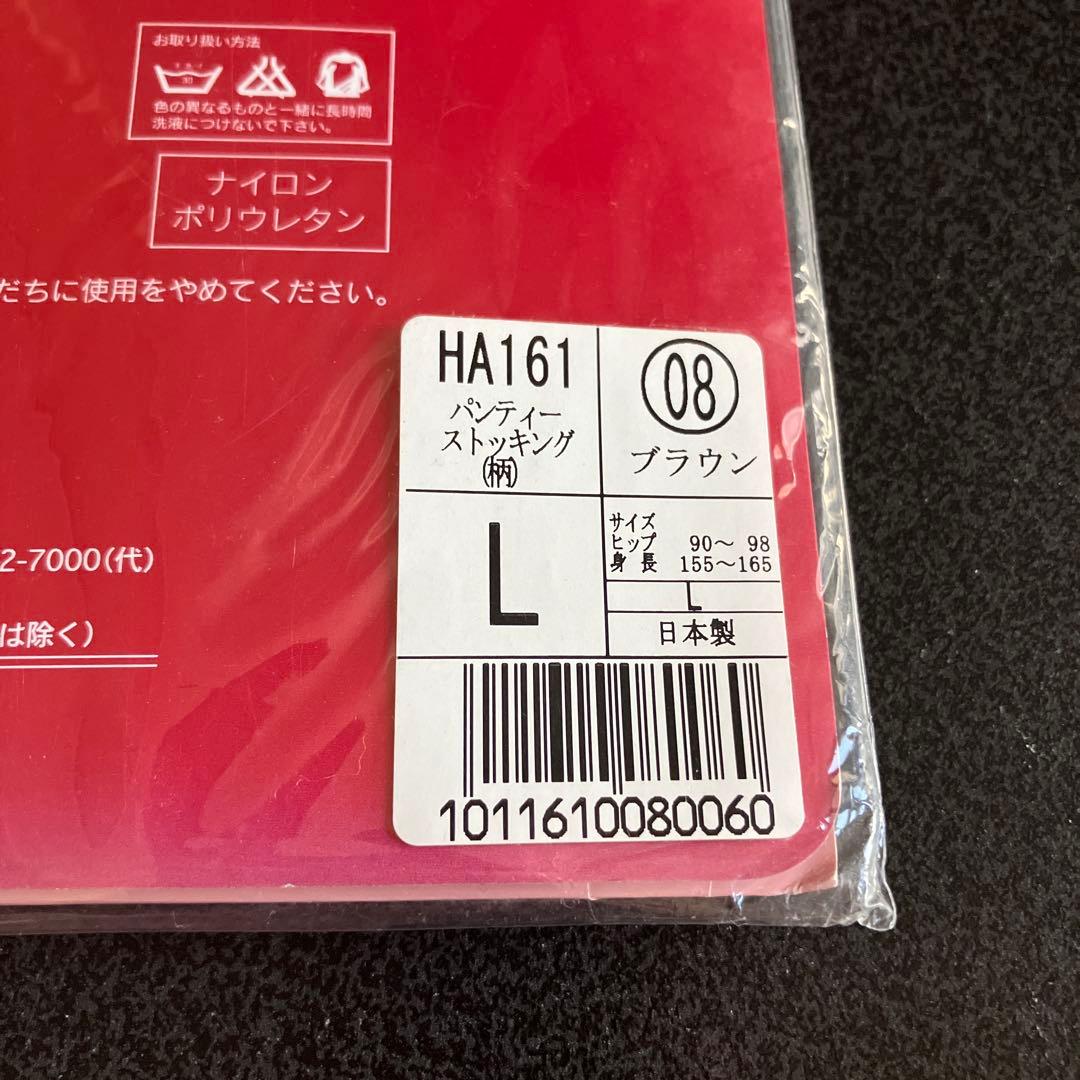 お取り扱い方法
30
色の異なるものと一緒に長時間
洗液につけないで下さい。
ナイロン
ポリウレタン
だちに使用をやめてください。
2-7000(代)
は除く)
HA161
パンティー
ストッキング
(柄)
08
ブラウン
L
サイズ
ヒップ 90～ 98
身長 155～165
L
日本製
1011610080060